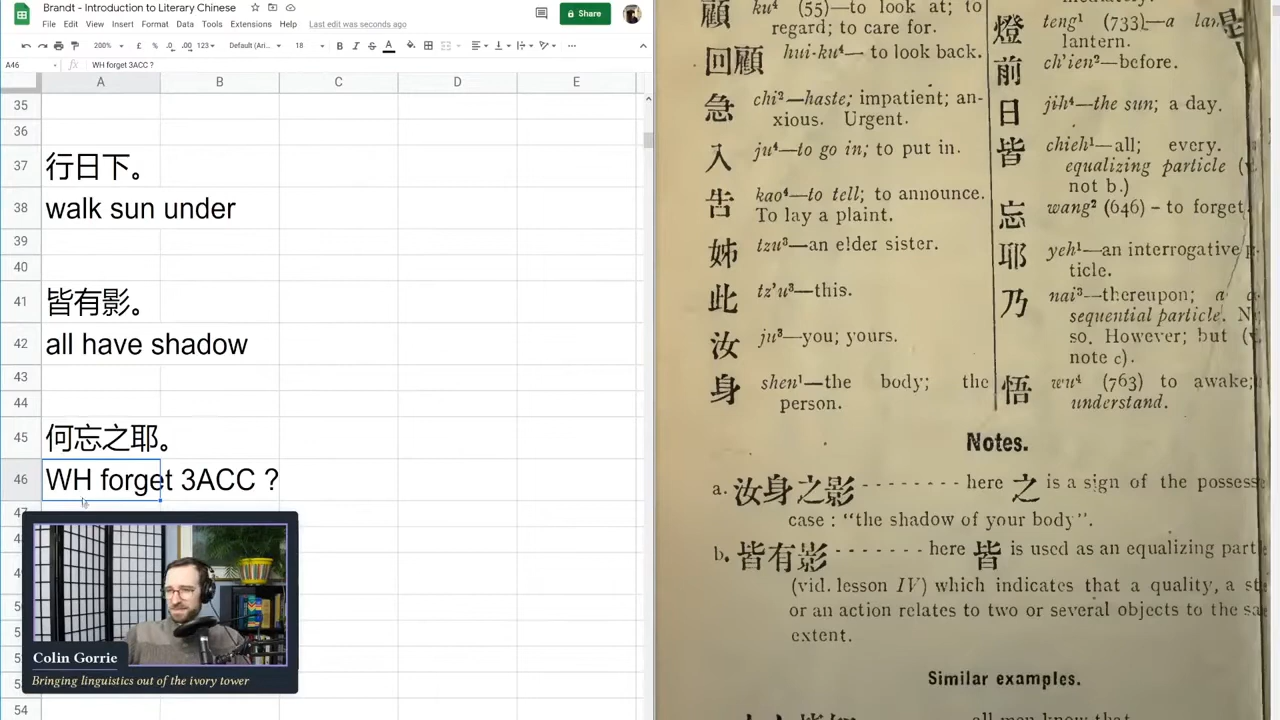 Brandt - Introduction to Literary Chinese
File Edit View Insert Format Data Tools Extensions Last edit was seconds ago
Share
200% £ % .0 .00 123 Default (Ari... 18 B I S A
A46 fx WH forget 3ACC ?
A B C D E
35
36
37 行日下。
38 walk sun under
39
40
41 皆有影。
42 all have shadow
43
44
45 何忘之耶。
46 WH forget 3ACC ?
54
Colin Gorrie
Bringing linguistics out of the ivory tower
顧 ku⁴ (55)—to look at; to
regard; to care for.
回顧 hui-ku⁴— to look back.
急 chi²—haste; impatient; an-
xious. Urgent.
入 ju⁴—to go in; to put in.
告 kao⁴—to tell; to announce.
To lay a plaint.
姊 tzu³—an elder sister.
此 tz'u³—this.
汝 ju³—you; yours.
身 shen¹—the body; the
person.
燈 teng¹ (733)—a
lantern.
前 ch'ien²—before.
日 jih⁴—the sun; a day.
皆 chieh¹—all; every.
equalizing particle
not b.)
忘 wang² (646) - to forget
耶 yeh¹—an interrogative
ticle.
乃 nai³—thereupon; a
sequential particle.
so. However; but
note c).
悟 wu⁴ (763) to awake;
understand.
Notes.
a. 汝身之影 - - - - - - - - here 之 is a sign of the
case : "the shadow of your body".
b. 皆有影 - - - - - - - here 皆 is used as an equalizing
(vid. lesson IV) which indicates that a quality, a
or an action relates to two or several objects to the
extent.
Similar examples.